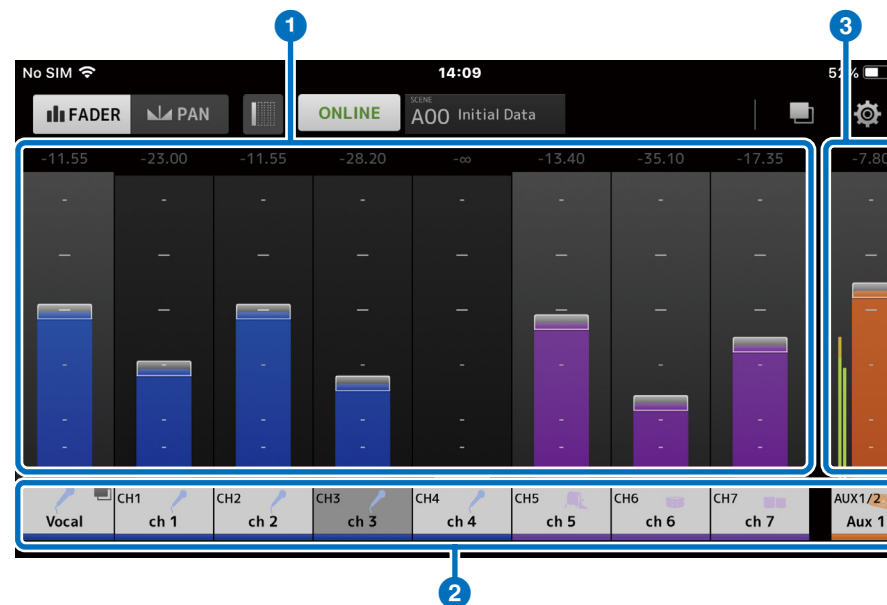 1 3
No SIM 14:09 52%
FADER PAN ONLINE SCENE A00 Initial Data
-11.55 -23.00 -11.55 -28.20 -∞ -13.40 -35.10 -17.35 -7.80
CH1 CH2 CH3 CH4 CH5 CH6 CH7 AUX1/2
Vocal ch 1 ch 2 ch 3 ch 4 ch 5 ch 6 ch 7 Aux 1
2